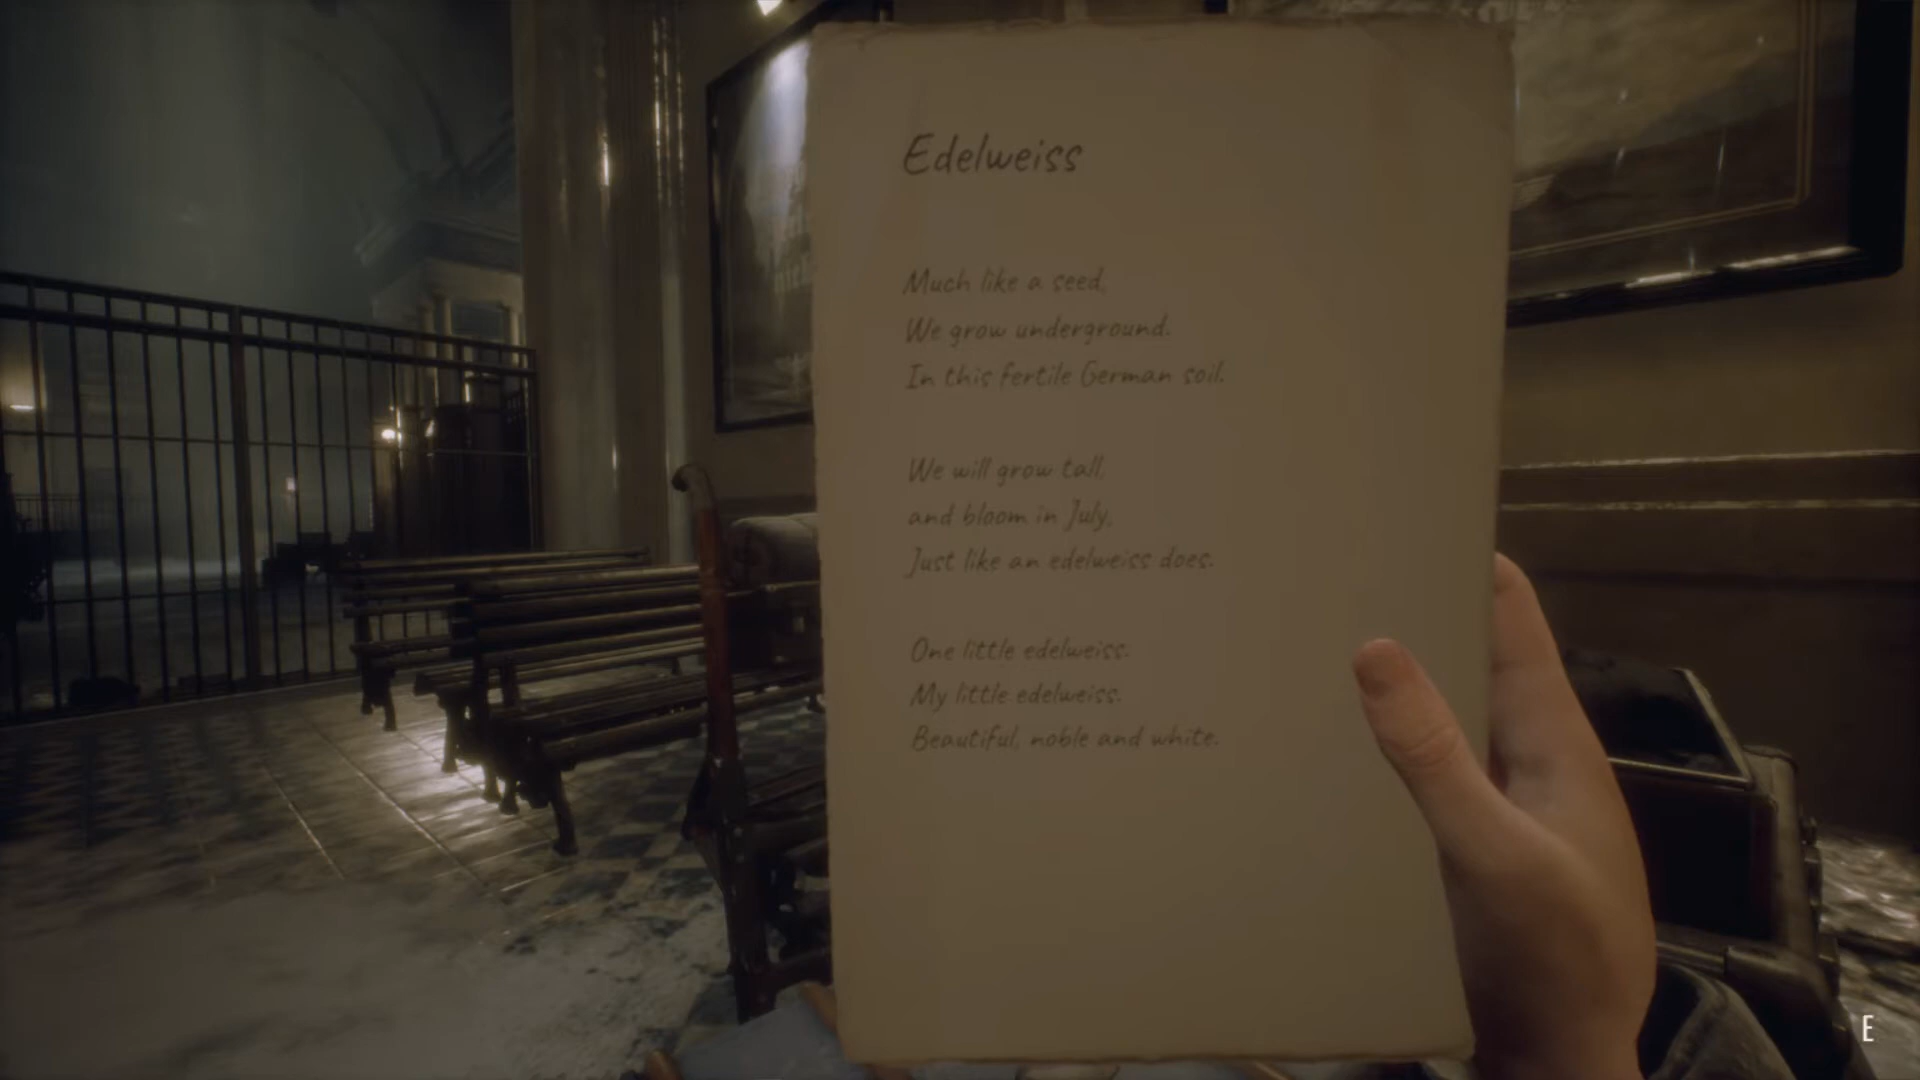 Edelweiss
Much like a seed,
We grow underground.
In this fertile German soil.
We will grow tall,
and bloom in July,
Just like an edelweiss does.
One little edelweiss.
My little edelweiss.
Beautiful, noble and white.
E